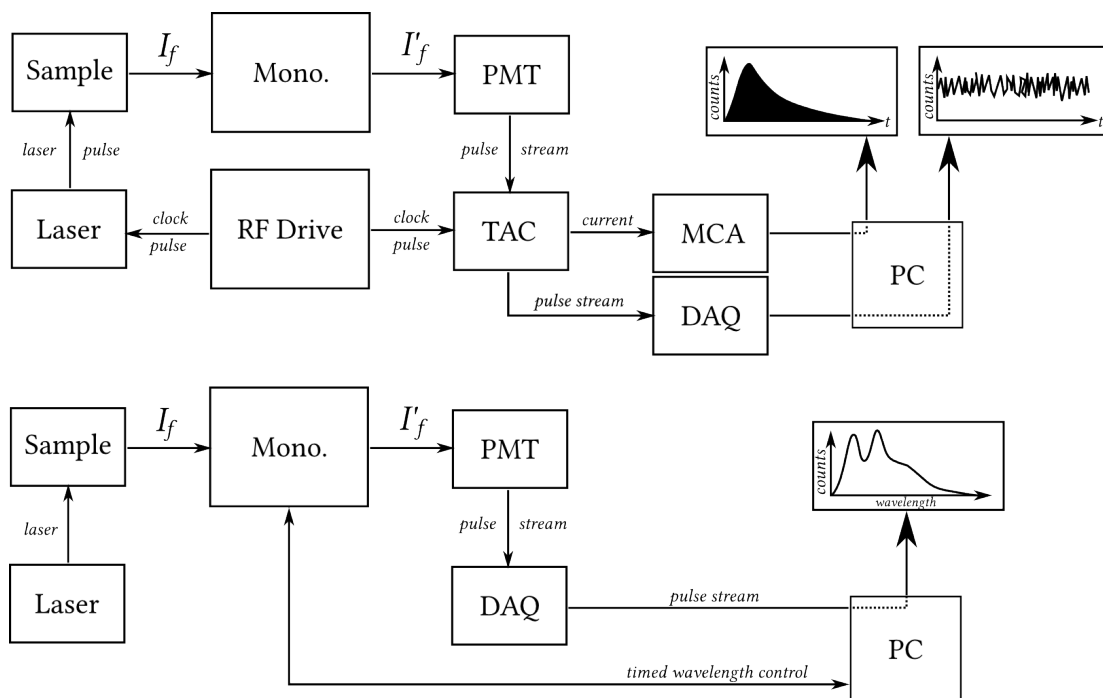 Sample
I_f
Mono.
I'_f
PMT
counts
t
counts
t
laser pulse
pulse stream
Laser
clock
pulse
RF Drive
clock
pulse
TAC
current
MCA
pulse stream
DAQ
PC
Sample
I_f
Mono.
I'_f
PMT
counts
wavelength
laser
pulse stream
Laser
DAQ
pulse stream
PC
timed wavelength control